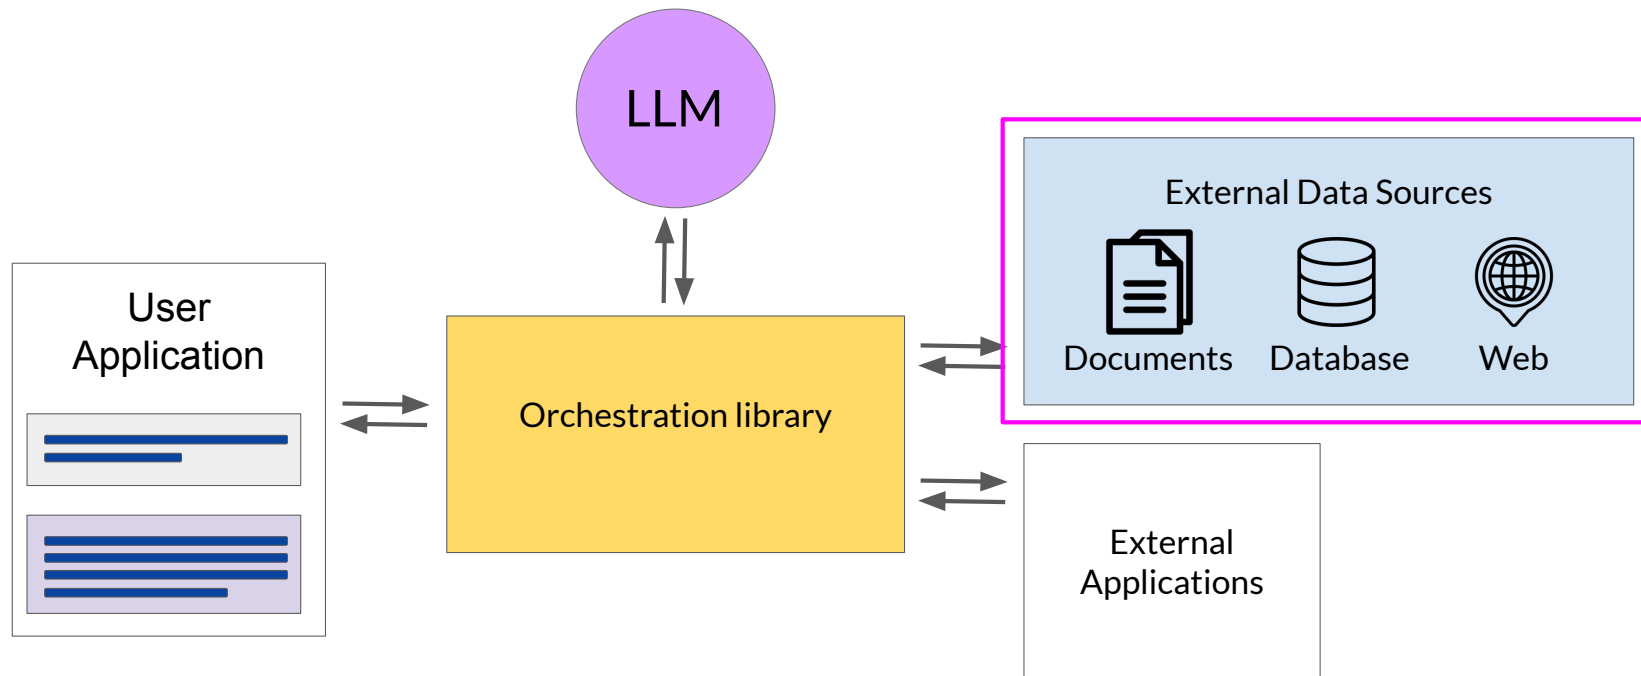 LLM
External Data Sources
Documents
Database
Web
User
Application
Orchestration library
External
Applications